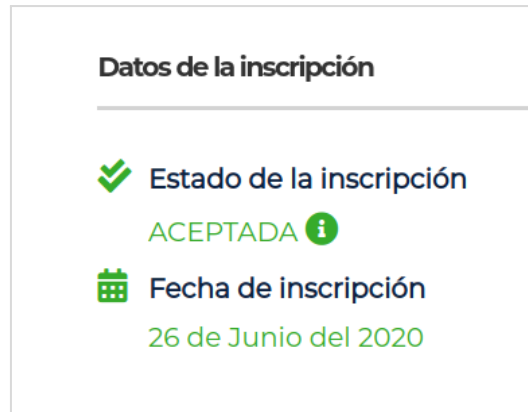 Datos de la inscripción
Estado de la inscripción
ACEPTADA
Fecha de inscripción
26 de Junio del 2020